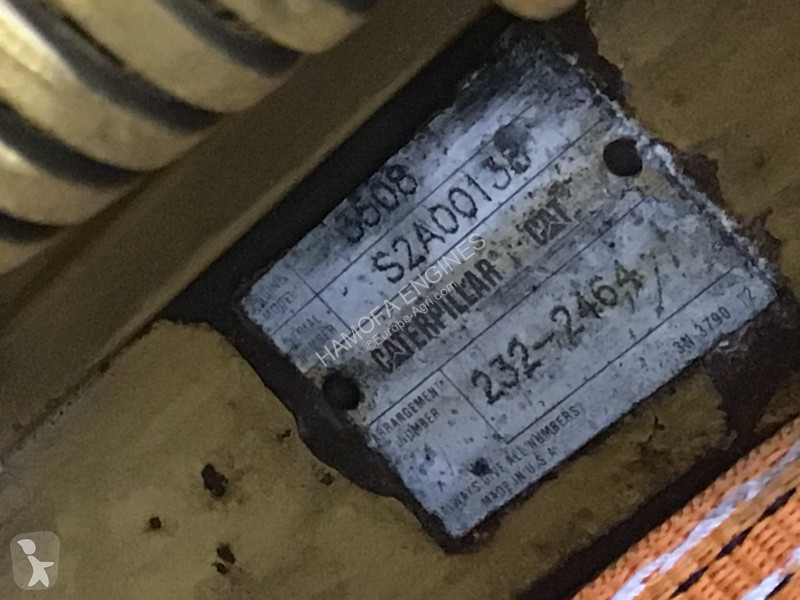 ENGINE MODEL 3508
SERIAL NUMBER S2A00138
CATERPILLAR CAT
ARRANGEMENT NUMBER 232-2464
3N 3790 12
ALWAYS GIVE ALL NUMBERS
MADE IN U.S.A.
HAMOFA ENGINES
©Europa-Agri.com